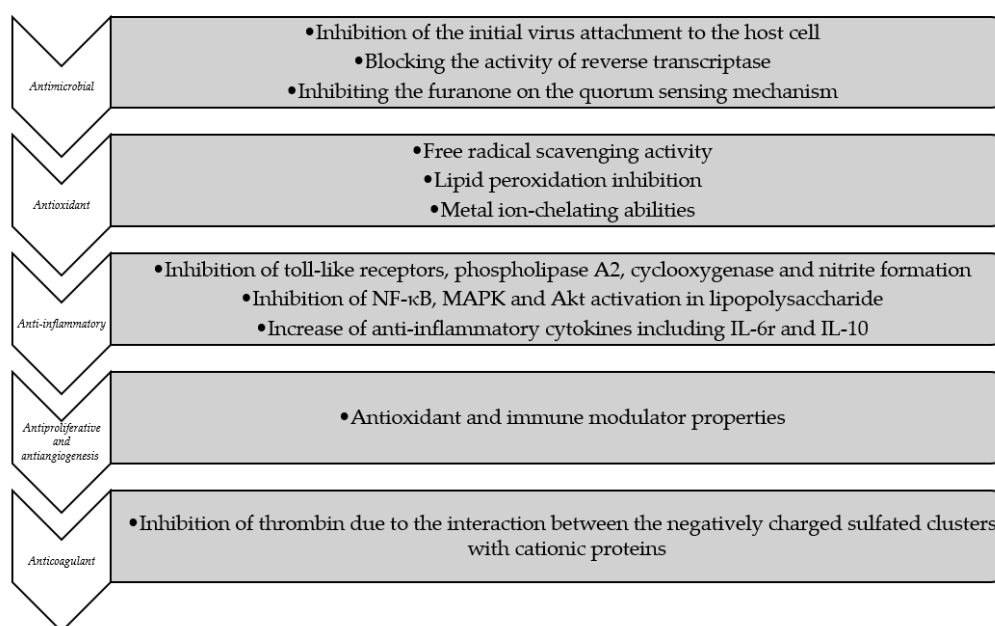 •Inhibition of the initial virus attachment to the host cell
•Blocking the activity of reverse transcriptase
Antimicrobial
•Inhibiting the furanone on the quorum sensing mechanism
•Free radical scavenging activity
•Lipid peroxidation inhibition
Antioxidant
•Metal ion-chelating abilities
•Inhibition of toll-like receptors, phospholipase A2, cyclooxygenase and nitrite formation
•Inhibition of NF-κB, MAPK and Akt activation in lipopolysaccharide
Anti-inflammatory
•Increase of anti-inflammatory cytokines including IL-6r and IL-10
Antiproliferative
and
antiangiogenesis
•Antioxidant and immune modulator properties
Anticoagulant
•Inhibition of thrombin due to the interaction between the negatively charged sulfated clusters
with cationic proteins